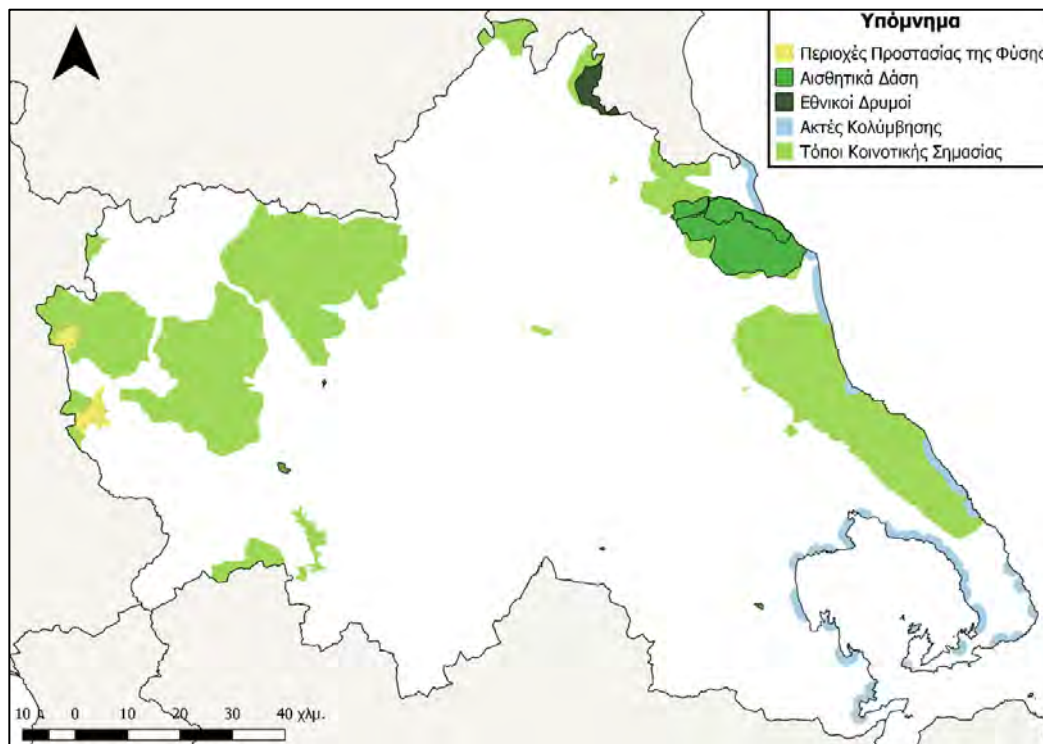 Υπόμνημα
Περιοχές Προστασίας της Φύσης
Αισθητικά Δάση
Εθνικοί Δρυμοί
Ακτές Κολύμβησης
Τόποι Κοινοτικής Σημασίας
10 0 10 20 30 40 χλμ.